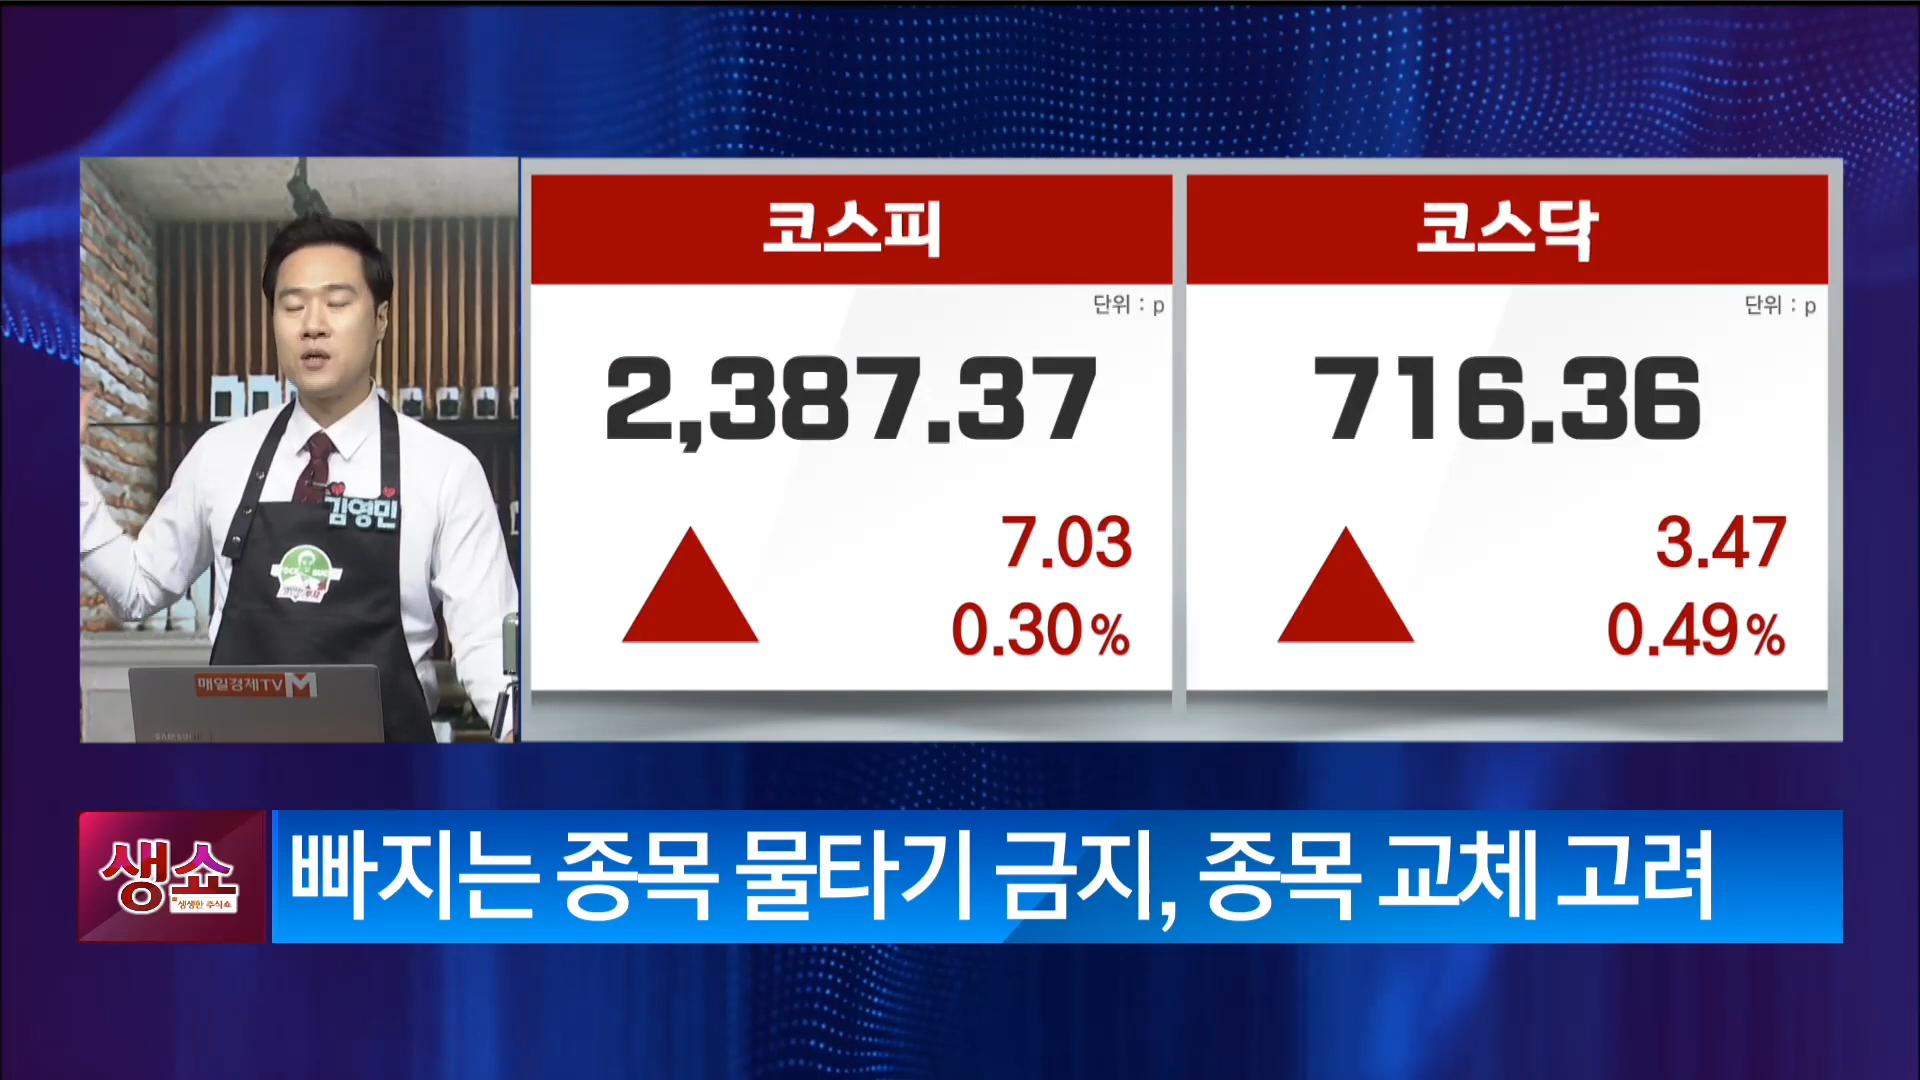 코스피
단위 : p
2,387.37
▲ 7.03
0.30%
코스닥
단위 : p
716.36
▲ 3.47
0.49%
김영민
매일경제TV M
생쇼
생생한 주식쇼
빠지는 종목 물타기 금지, 종목 교체 고려